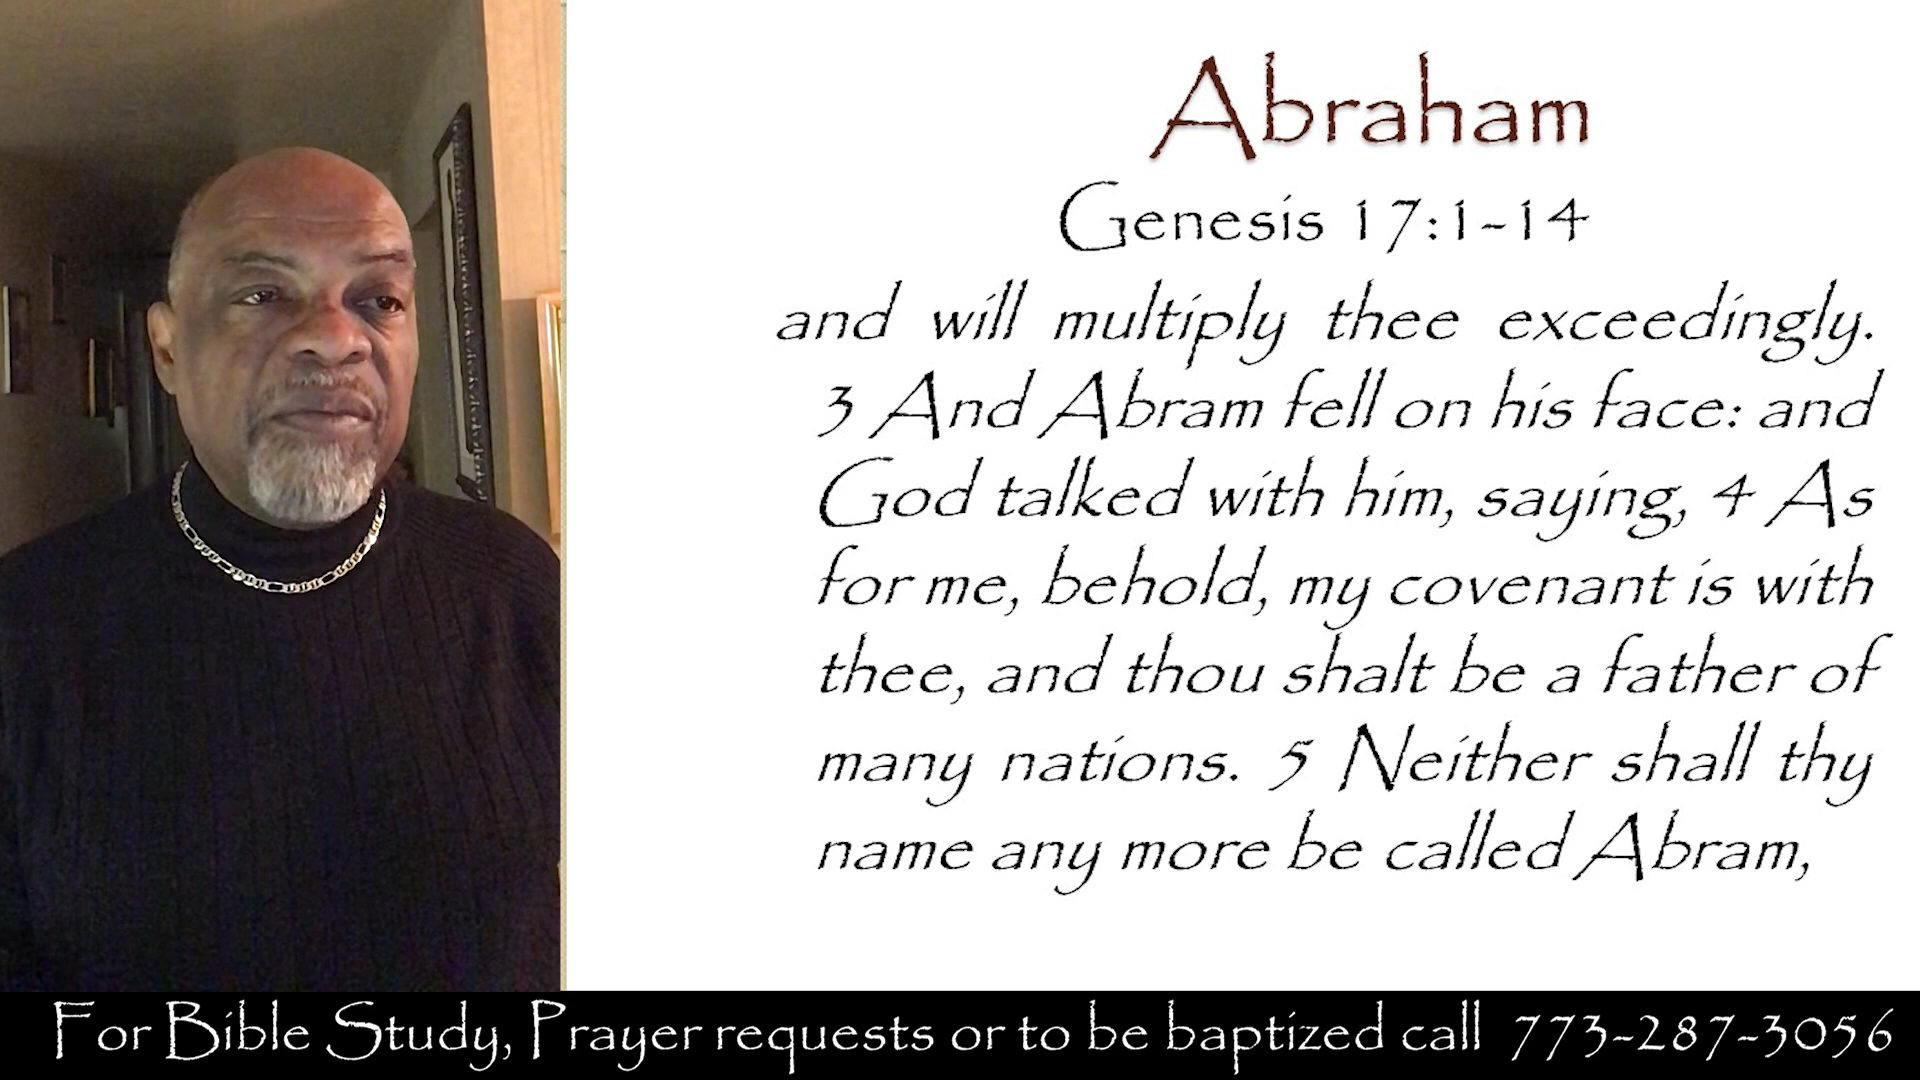 Abraham
Genesis 17:1-14
and will multiply thee exceedingly.
3 And Abram fell on his face: and
God talked with him, saying, 4 As
for me, behold, my covenant is with
thee, and thou shalt be a father of
many nations. 5 Neither shall thy
name any more be called Abram,
For Bible Study, Prayer requests or to be baptized call 773-287-3056